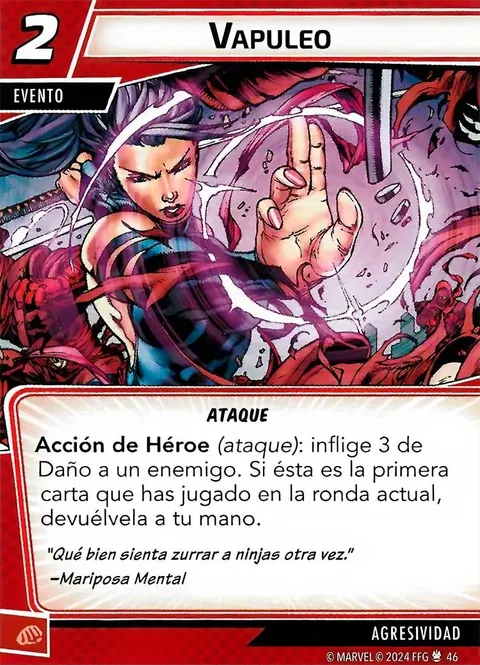 2
VAPULEO
EVENTO
ATAQUE
Acción de Héroe (ataque): inflige 3 de
Daño a un enemigo. Si ésta es la primera
carta que has jugado en la ronda actual,
devuélvela a tu mano.
"Qué bien sienta zurrar a ninjas otra vez."
–Mariposa Mental
AGRESIVIDAD
© MARVEL © 2024 FFG 46